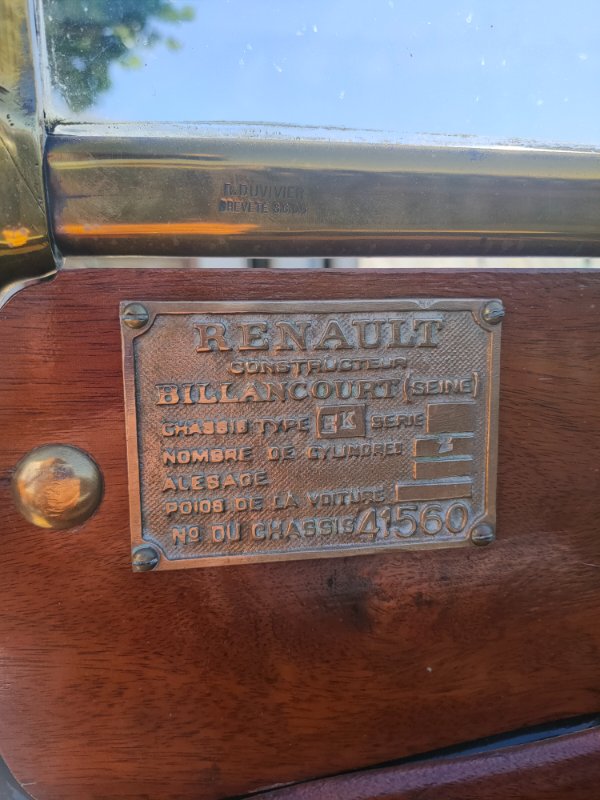 DUVIVIER
BREVETE
RENAULT
CONSTRUCTEUR
BILLANCOURT (SEINE)
CHASSIS TYPE EK SERIE
NOMBRE DE CYLINDRES 2
ALESAGE
POIDS DE LA VOITURE
No DU CHASSIS 41560